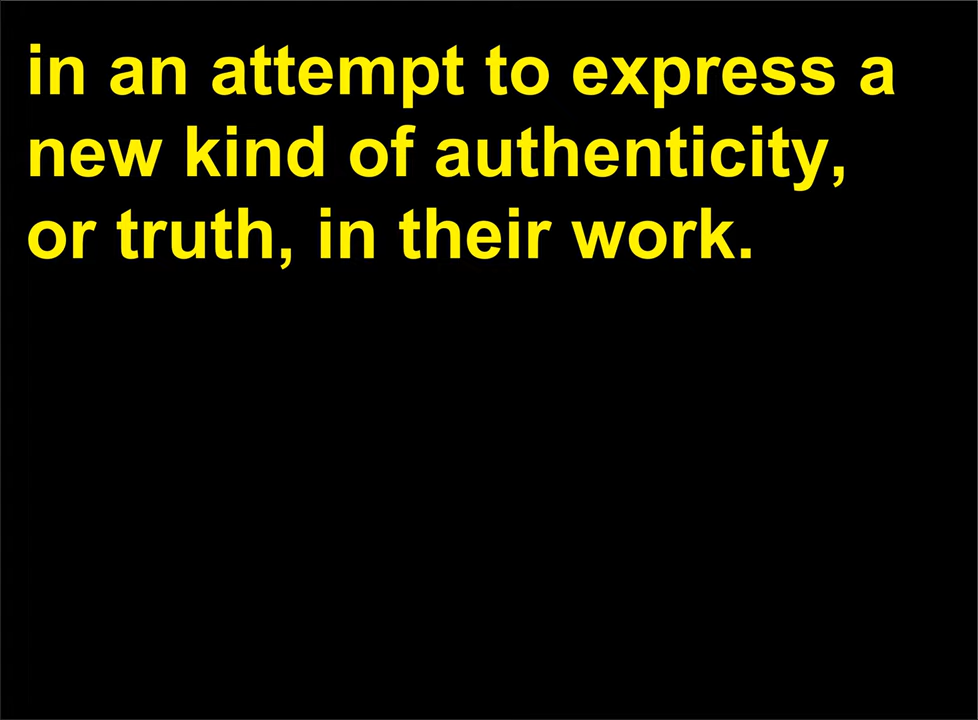 in an attempt to express a
new kind of authenticity,
or truth, in their work.